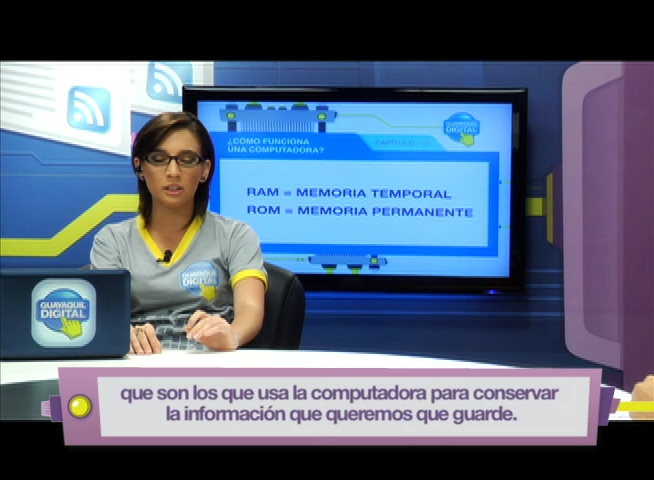 GUAYAQUIL
DIGITAL
¿CÓMO FUNCIONA
UNA COMPUTADORA?
RAM = MEMORIA TEMPORAL
ROM = MEMORIA PERMANENTE
GUAYAQUIL
DIGITAL
GUAYAQUIL
DIGITAL
que son los que usa la computadora para conservar
la información que queremos que guarde.